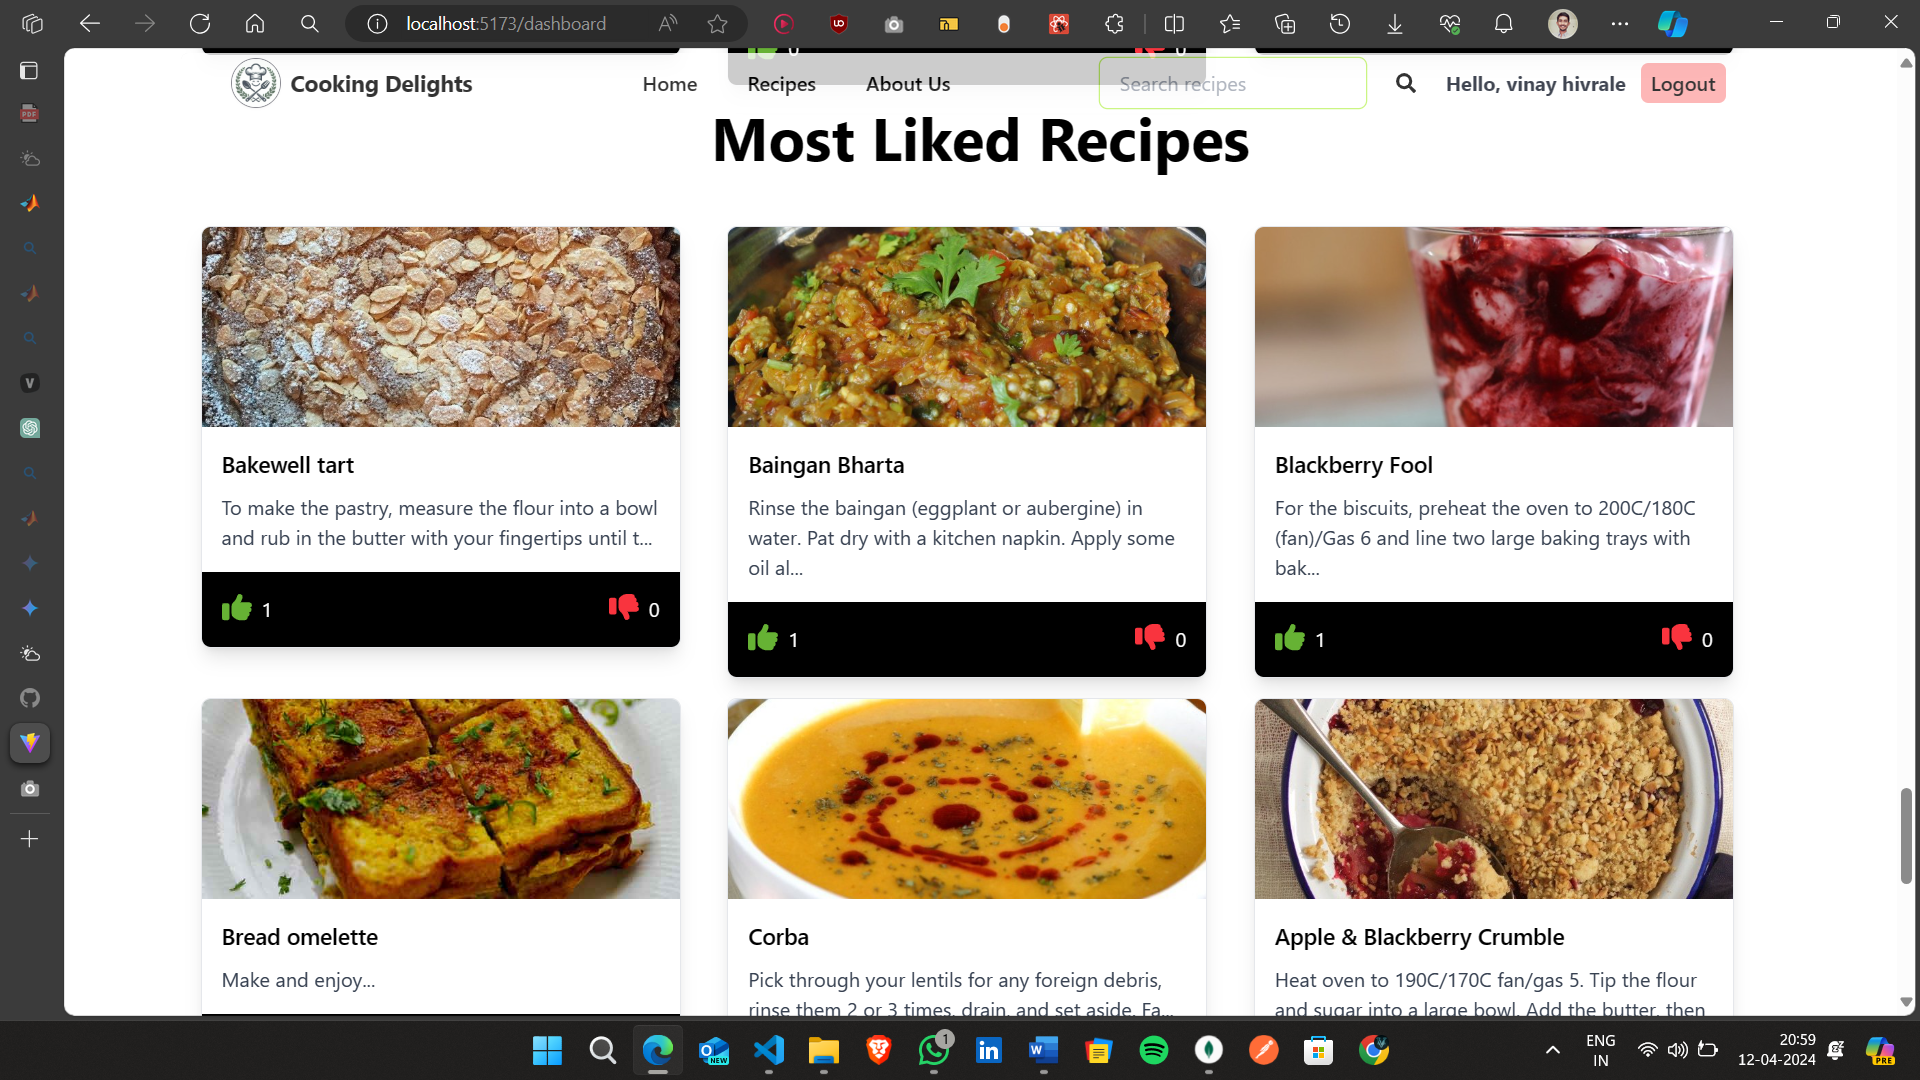 localhost:5173/dashboard
0
0
Cooking Delights
Home
Recipes
About Us
Search recipes
Hello, vinay hivrale
Logout
Most Liked Recipes
Bakewell tart
To make the pastry, measure the flour into a bowl
and rub in the butter with your fingertips until t...
1
0
Baingan Bharta
Rinse the baingan (eggplant or aubergine) in
water. Pat dry with a kitchen napkin. Apply some
oil al...
1
0
Blackberry Fool
For the biscuits, preheat the oven to 200C/180C
(fan)/Gas 6 and line two large baking trays with
bak...
1
0
Bread omelette
Make and enjoy...
Corba
Pick through your lentils for any foreign debris,
rinse them 2 or 3 times, drain, and set aside. Fa...
Apple & Blackberry Crumble
Heat oven to 190C/170C fan/gas 5. Tip the flour
and sugar into a large bowl. Add the butter, then
PDF
V
NEW
1
ENG
IN
20:59
12-04-2024
PRE